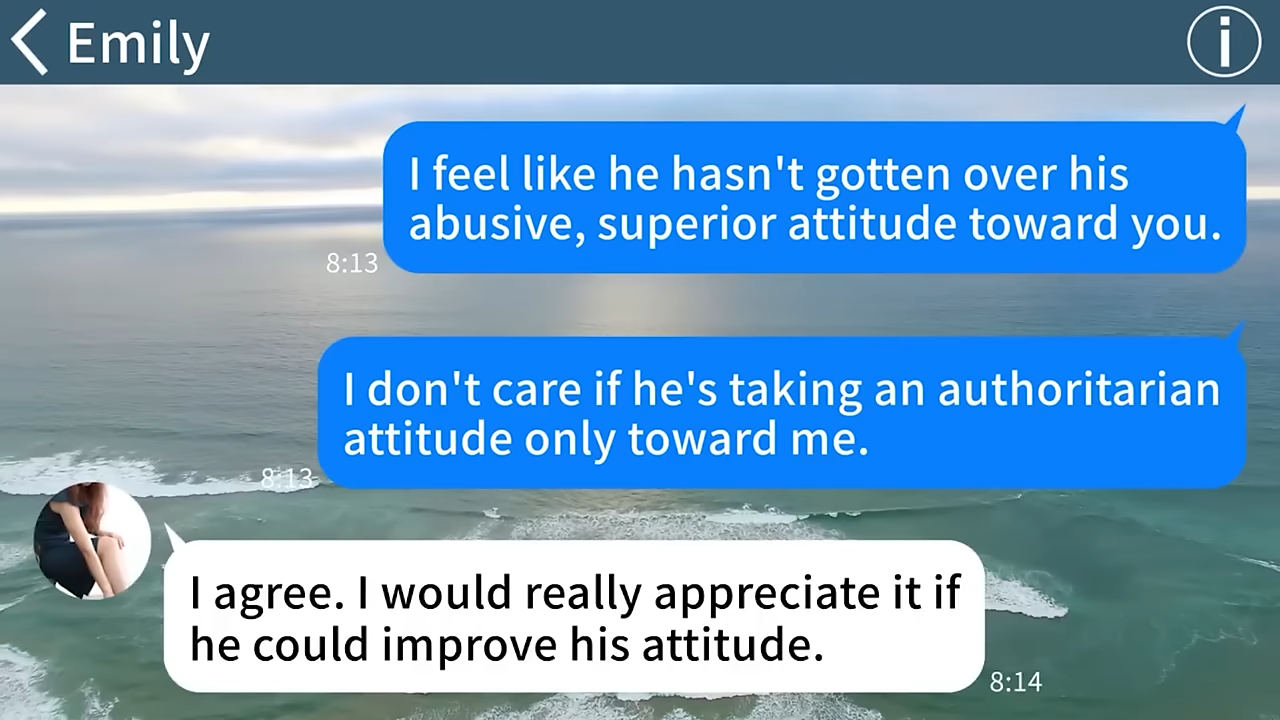 Emily
I feel like he hasn't gotten over his
abusive, superior attitude toward you.
8:13
I don't care if he's taking an authoritarian
attitude only toward me.
8:13
I agree. I would really appreciate it if
he could improve his attitude.
8:14